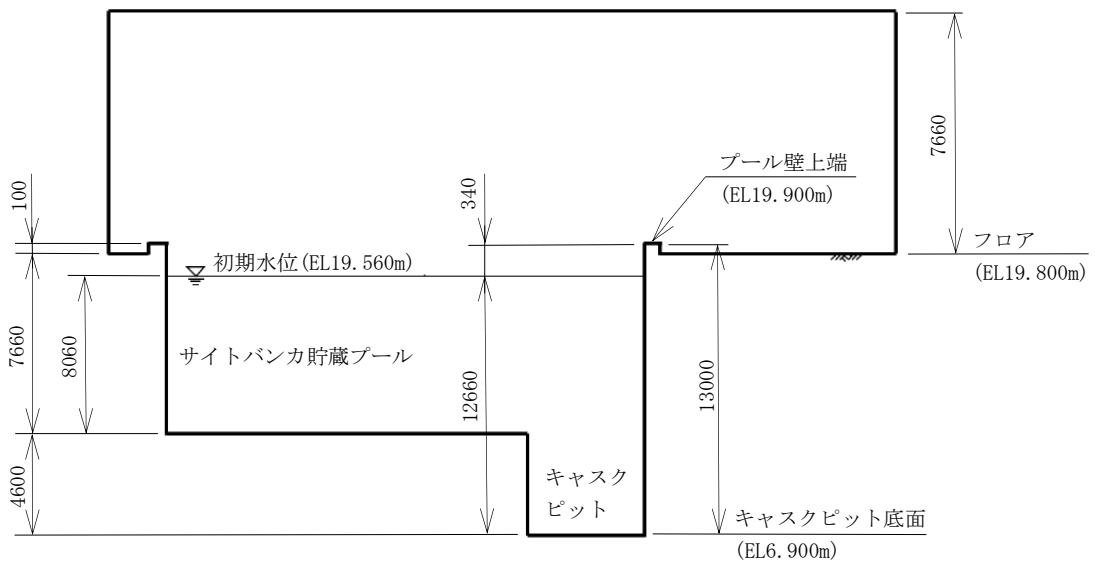 7660
100
340
プール壁上端
(EL19.900m)
フロア
(EL19.800m)
初期水位(EL19.560m)
7660
8060
サイトバンカ貯蔵プール
12660
13000
4600
キャスク
ピット
キャスクピット底面
(EL6.900m)